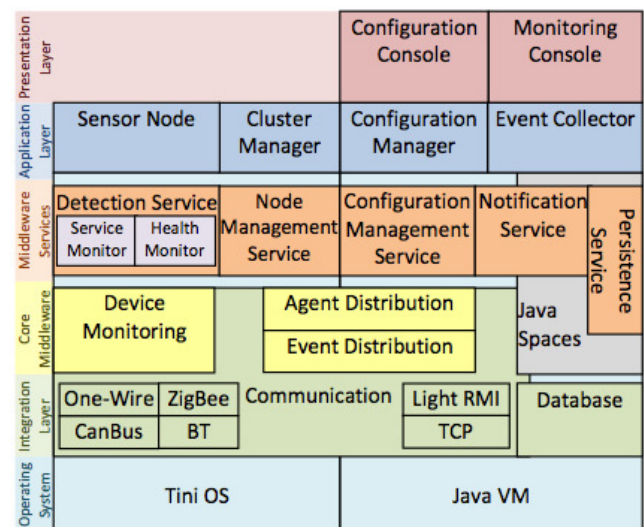 Presentation
Layer
Configuration
Console
Monitoring
Console
Application
Layer
Sensor Node
Cluster
Manager
Configuration
Manager
Event Collector
Middleware
Services
Detection Service
Service
Monitor
Health
Monitor
Node
Management
Service
Configuration
Management
Service
Notification
Service
Persistence
Service
Core
Middleware
Device
Monitoring
Agent Distribution
Event Distribution
Java
Spaces
Integration
Layer
One-Wire
ZigBee
CanBus
BT
Communication
Light RMI
TCP
Database
Operating
System
Tini OS
Java VM